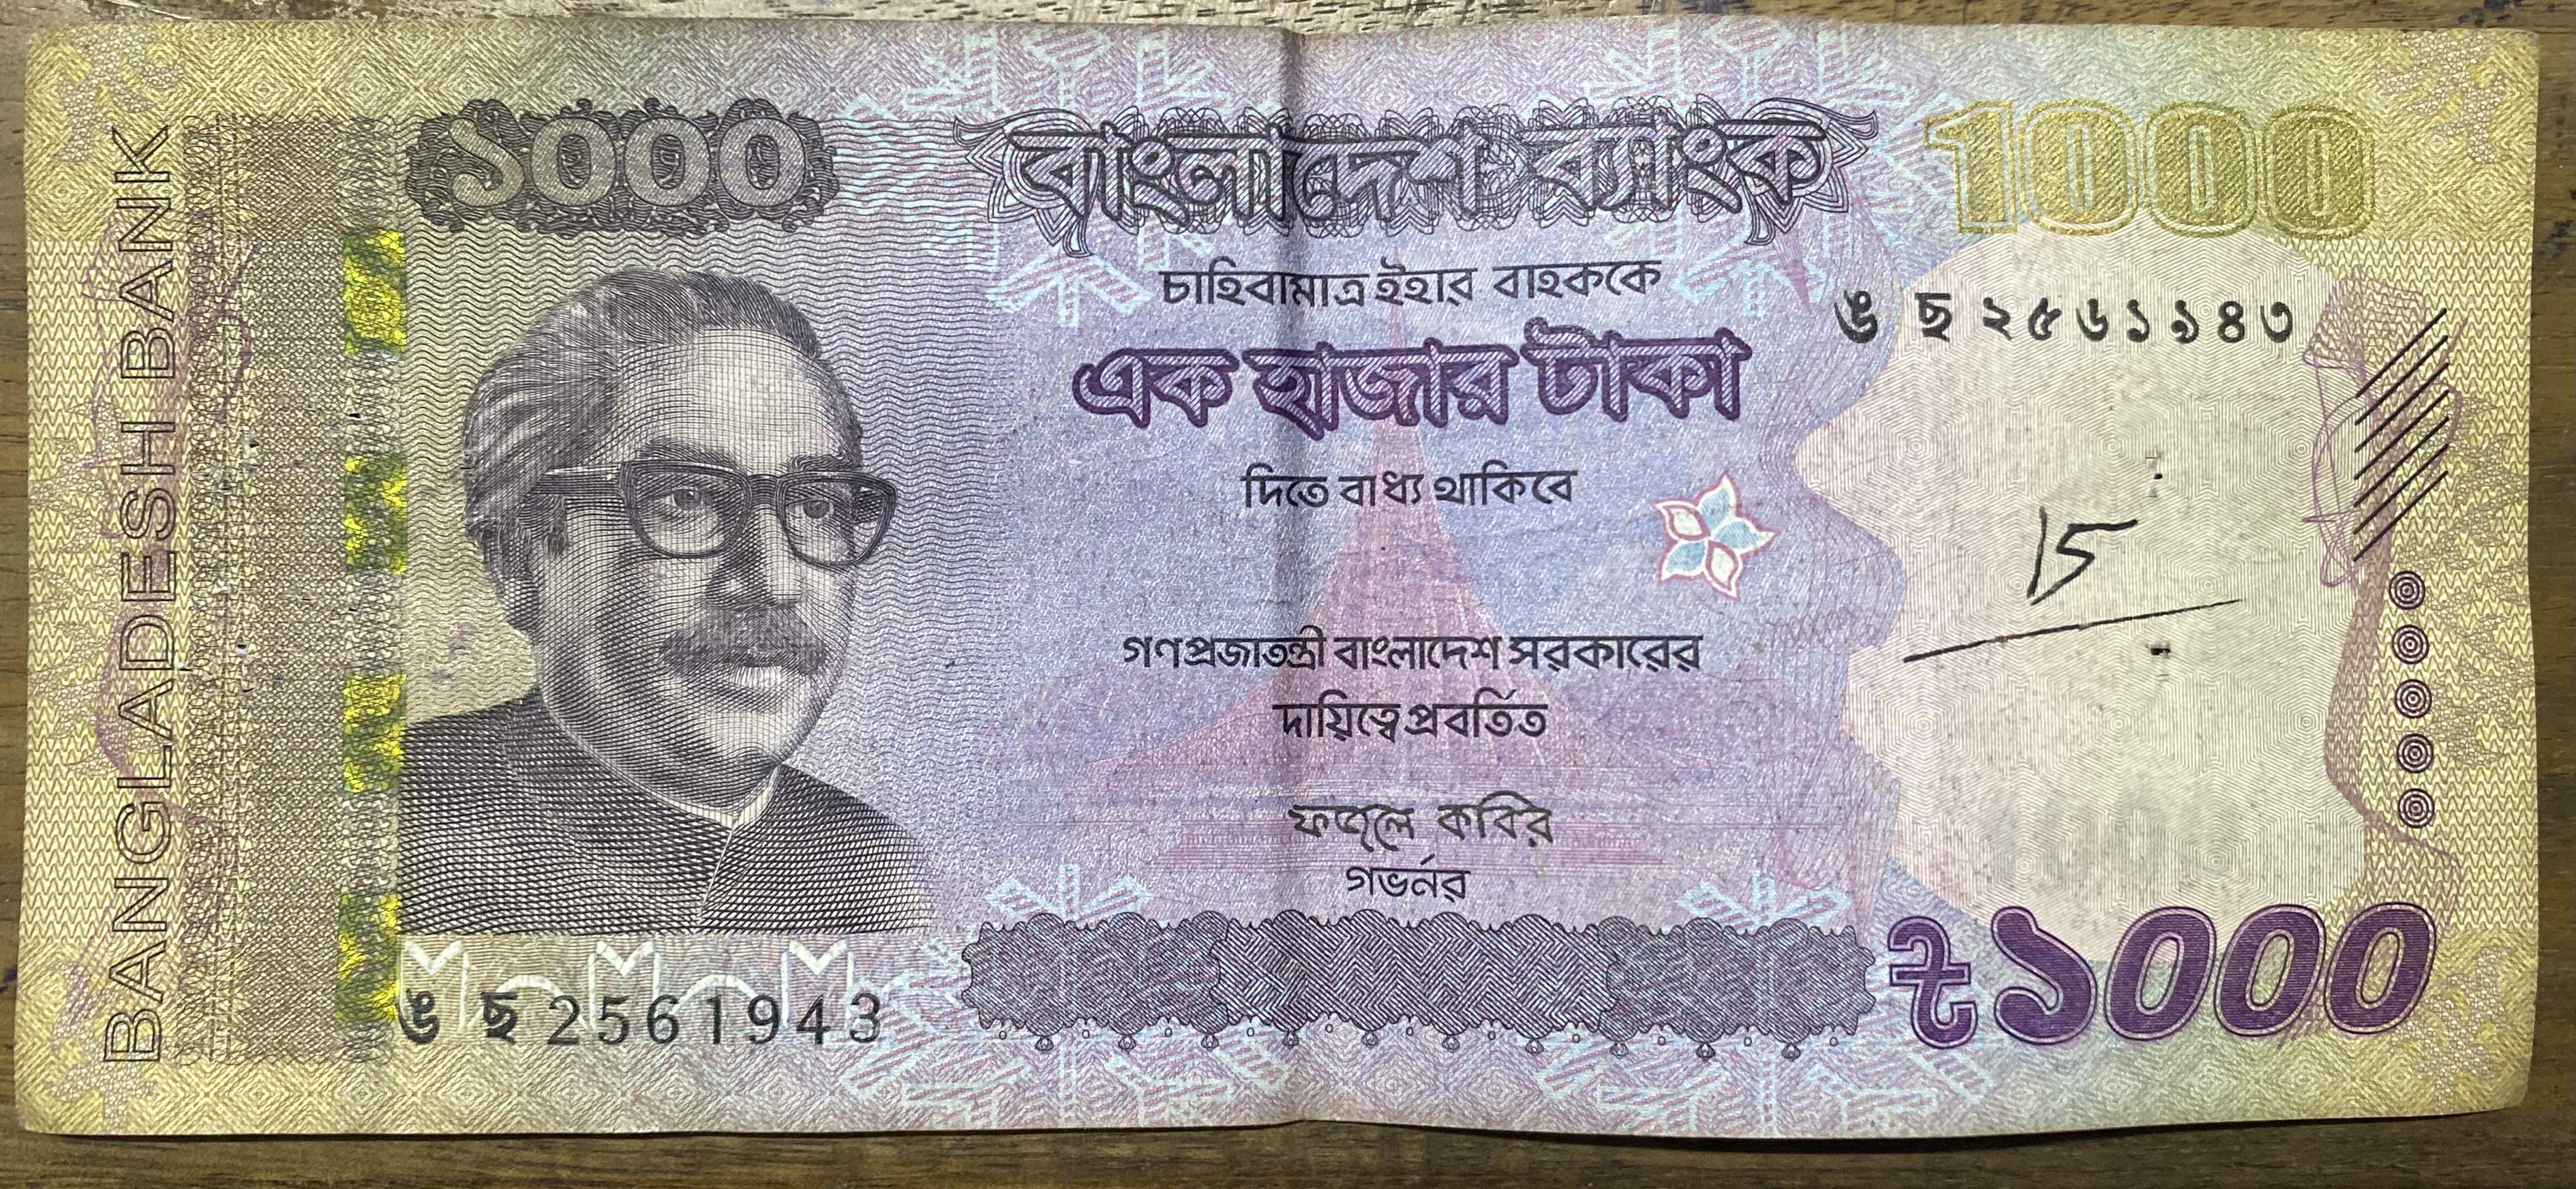 BANGLADESH BANK
১০০০
বাংলাদেশ ব্যাংক
1000
চাহিবামাত্র ইহার বাহককে
ঙ ছ ২৫৬১৯৪৩
এক হাজার টাকা
দিতে বাধ্য থাকিবে
গণপ্রজাতন্ত্রী বাংলাদেশ সরকারের
দায়িত্বে প্রবর্তিত
ফজলে কবির
গভর্নর
ঙ ছ 2561943
৳১০০০